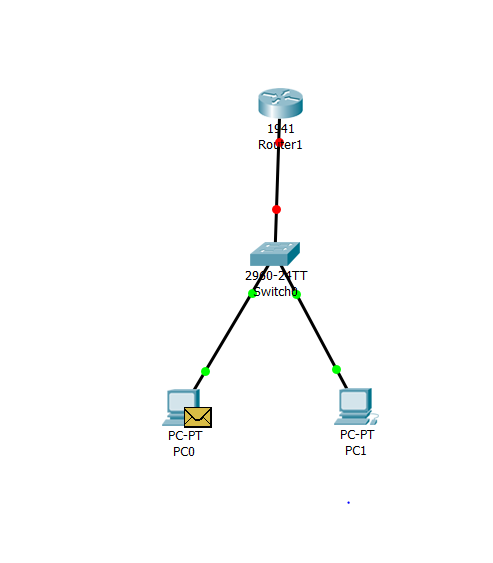 1941
Router1
2960-24TT
Switch0
PC-PT
PC0
PC-PT
PC1